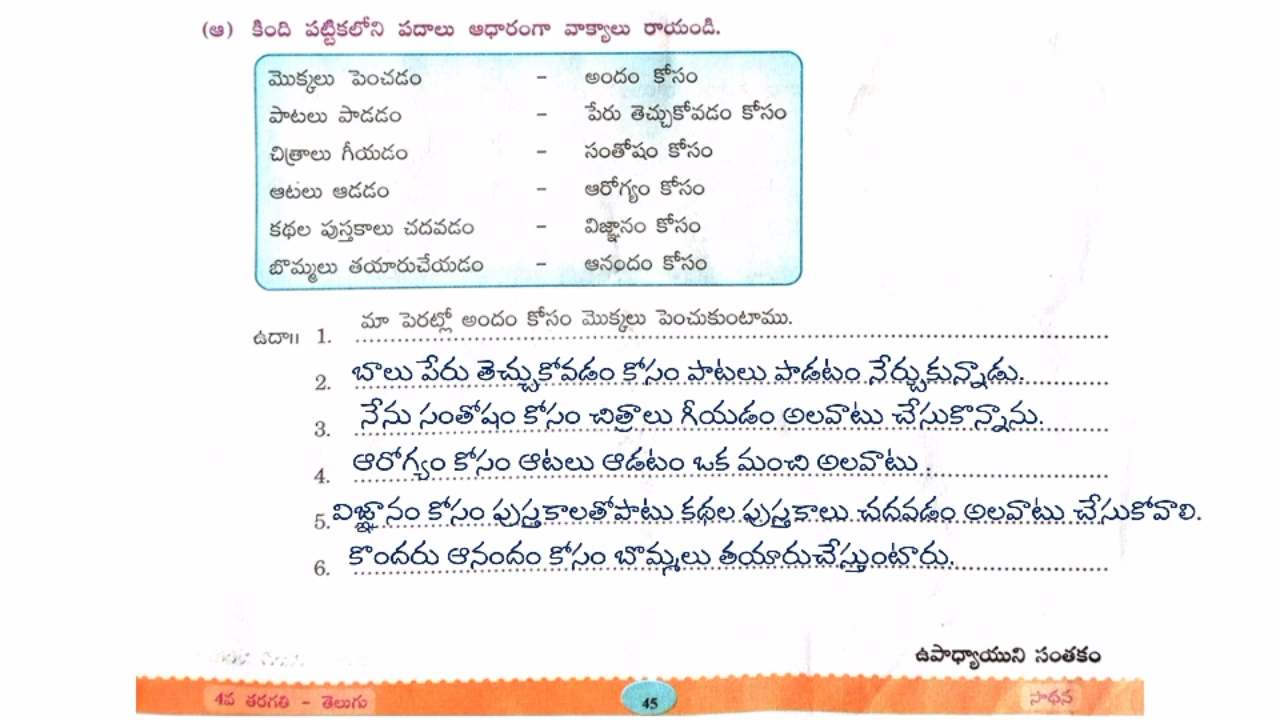 (ఆ) కింది పట్టికలోని పదాలు ఆధారంగా వాక్యాలు రాయండి.
మొక్కలు పెంచడం – అందం కోసం
పాటలు పాడడం – పేరు తెచ్చుకోవడం కోసం
చిత్రాలు గీయడం – సంతోషం కోసం
ఆటలు ఆడడం – ఆరోగ్యం కోసం
కథల పుస్తకాలు చదవడం – విజ్ఞానం కోసం
బొమ్మలు తయారుచేయడం – ఆనందం కోసం
ఉదా॥ 1. మా పెరట్లో అందం కోసం మొక్కలు పెంచుకుంటాము.
2. బాలు పేరు తెచ్చుకోవడం కోసం పాటలు పాడటం నేర్చుకున్నాడు.
3. నేను సంతోషం కోసం చిత్రాలు గీయడం అలవాటు చేసుకొన్నాను.
4. ఆరోగ్యం కోసం ఆటలు ఆడటం ఒక మంచి అలవాటు .
5. విజ్ఞానం కోసం పుస్తకాలతోపాటు కథల పుస్తకాలు చదవడం అలవాటు చేసుకోవాలి.
6. కొందరు ఆనందం కోసం బొమ్మలు తయారుచేస్తుంటారు.
ఉపాధ్యాయుని సంతకం
4వ తరగతి – తెలుగు 45 సాధన